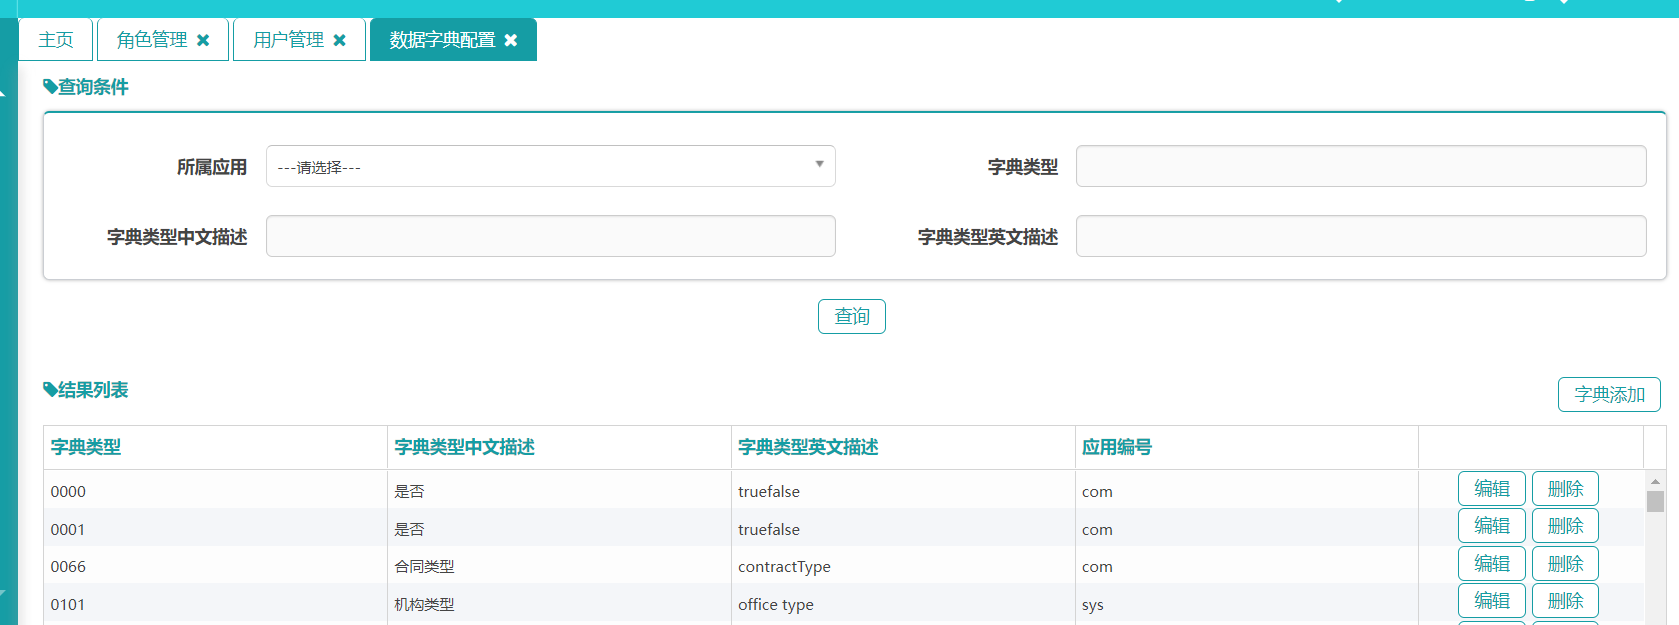 主页 角色管理 ✖ 用户管理 ✖ 数据字典配置 ✖
查询条件
所属应用 ---请选择--- 字典类型
字典类型中文描述 字典类型英文描述
查询
结果列表 字典添加
字典类型 字典类型中文描述 字典类型英文描述 应用编号
0000 是否 truefalse com 编辑 删除
0001 是否 truefalse com 编辑 删除
0066 合同类型 contractType com 编辑 删除
0101 机构类型 office type sys 编辑 删除